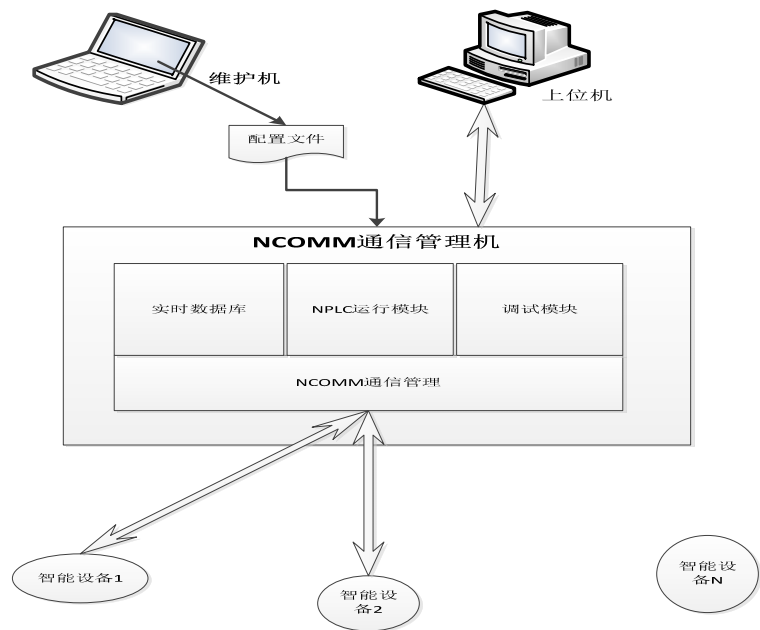 维护机
上位机
配置文件
NCOMM通信管理机
实时数据库
NPLC运行模块
调试模块
NCOMM通信管理
智能设备1
智能设
备2
智能设
备N